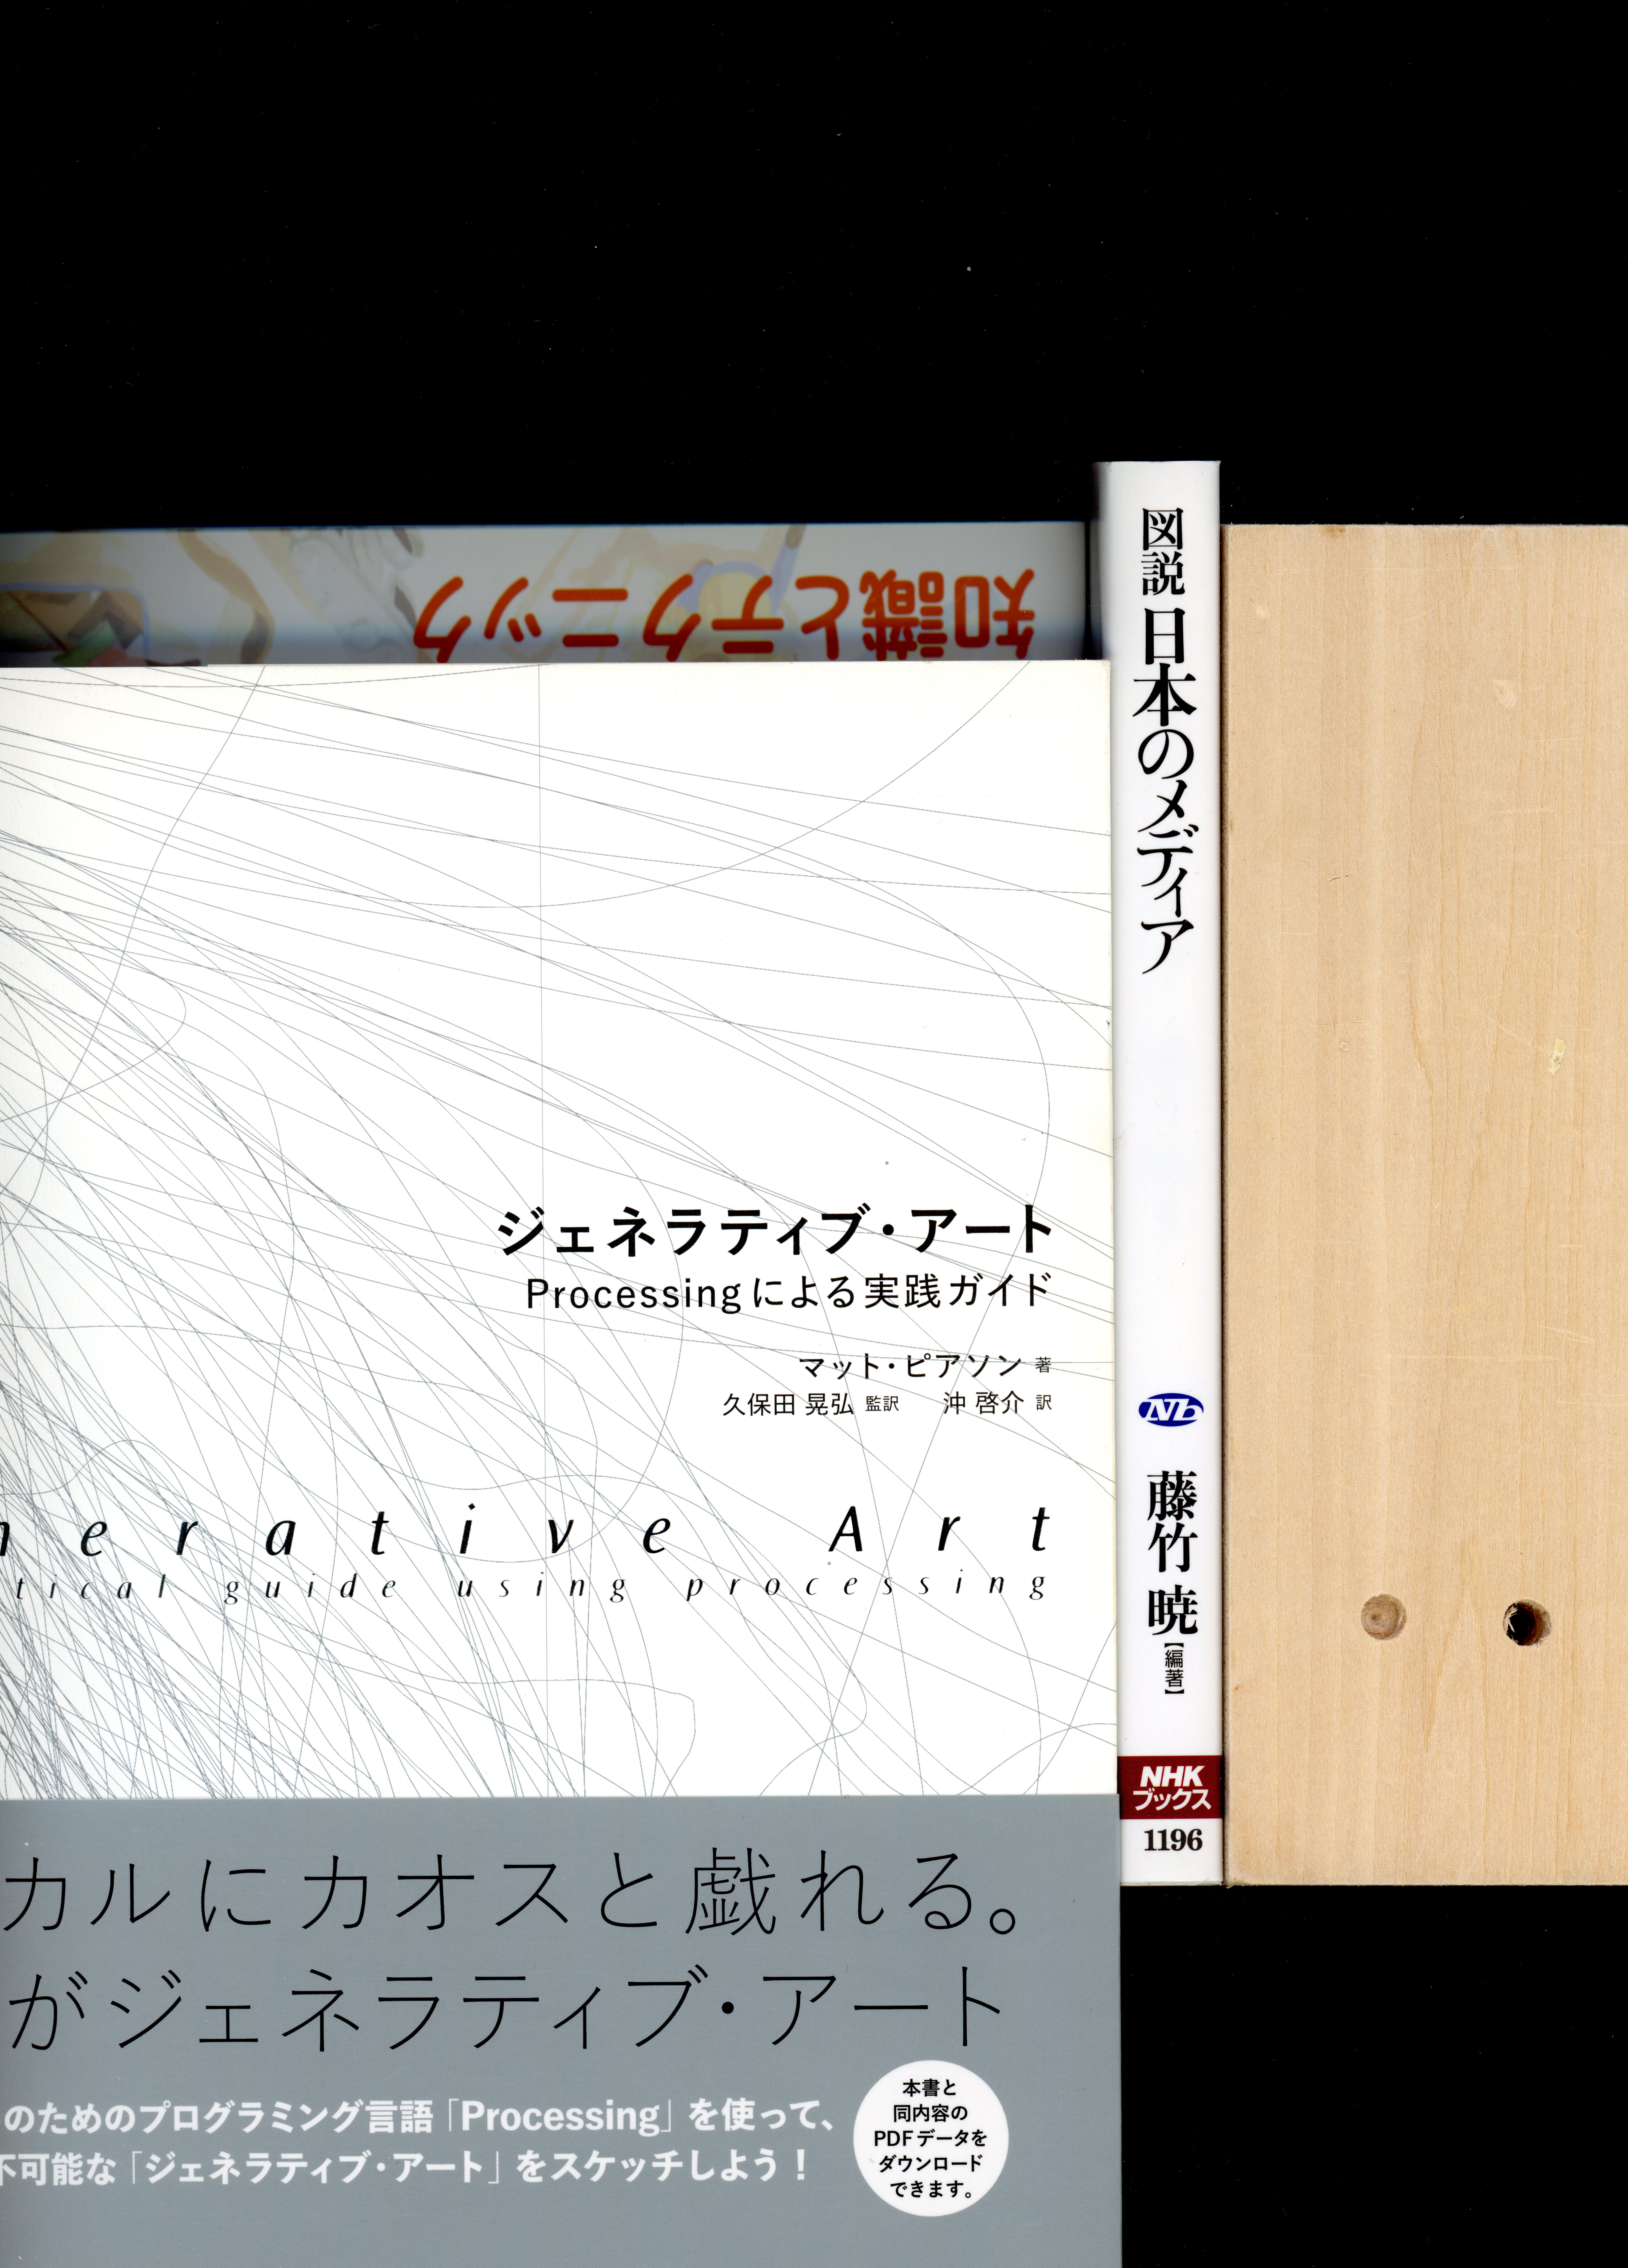 知識とテクニック
ジェネラティブ・アート
Processingによる実践ガイド
マット・ピアソン 著
久保田 晃弘 監訳 沖 啓介 訳
nerative Art
tical guide using processing
カルにカオスと戯れる。
がジェネラティブ・アート
のためのプログラミング言語「Processing」を使って、
不可能な「ジェネラティブ・アート」をスケッチしよう！
本書と
同内容の
PDFデータを
ダウンロード
できます。
図説 日本のメディア
Nb
藤竹 暁
【編著】
NHK
ブックス
1196